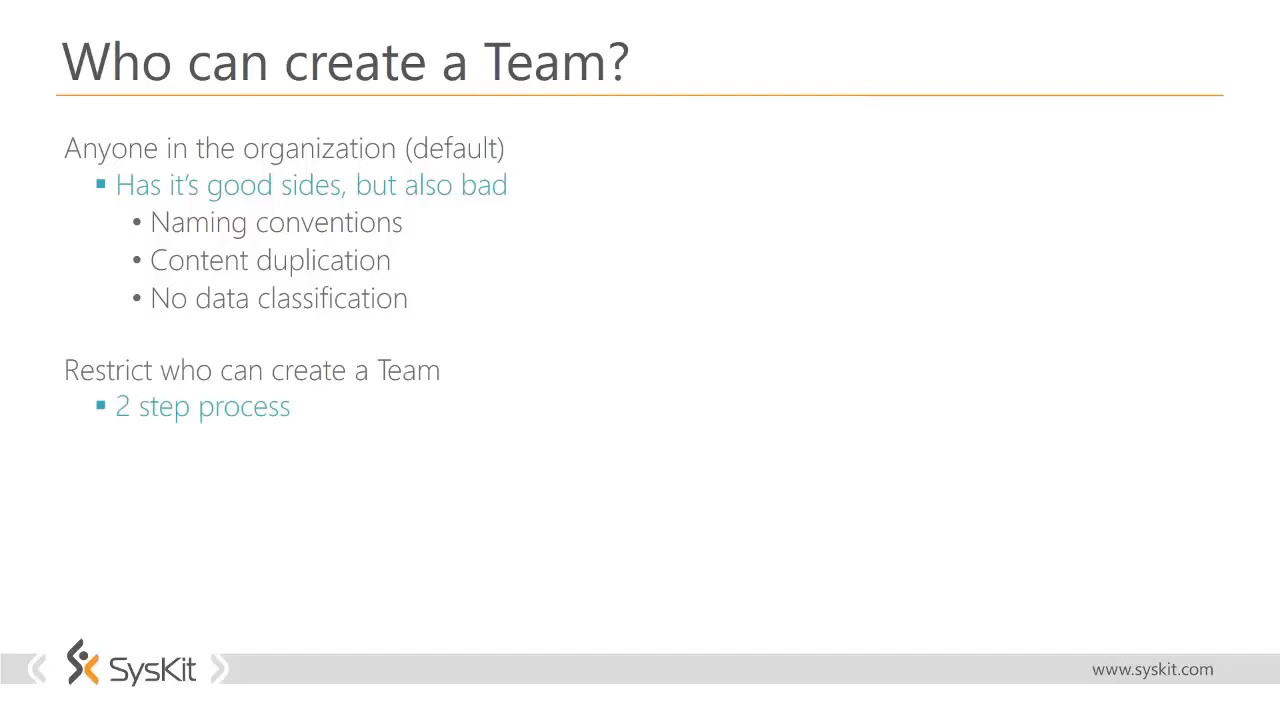 Who can create a Team?
Anyone in the organization (default)
▪ Has it's good sides, but also bad
• Naming conventions
• Content duplication
• No data classification
Restrict who can create a Team
▪ 2 step process
SysKit
www.syskit.com